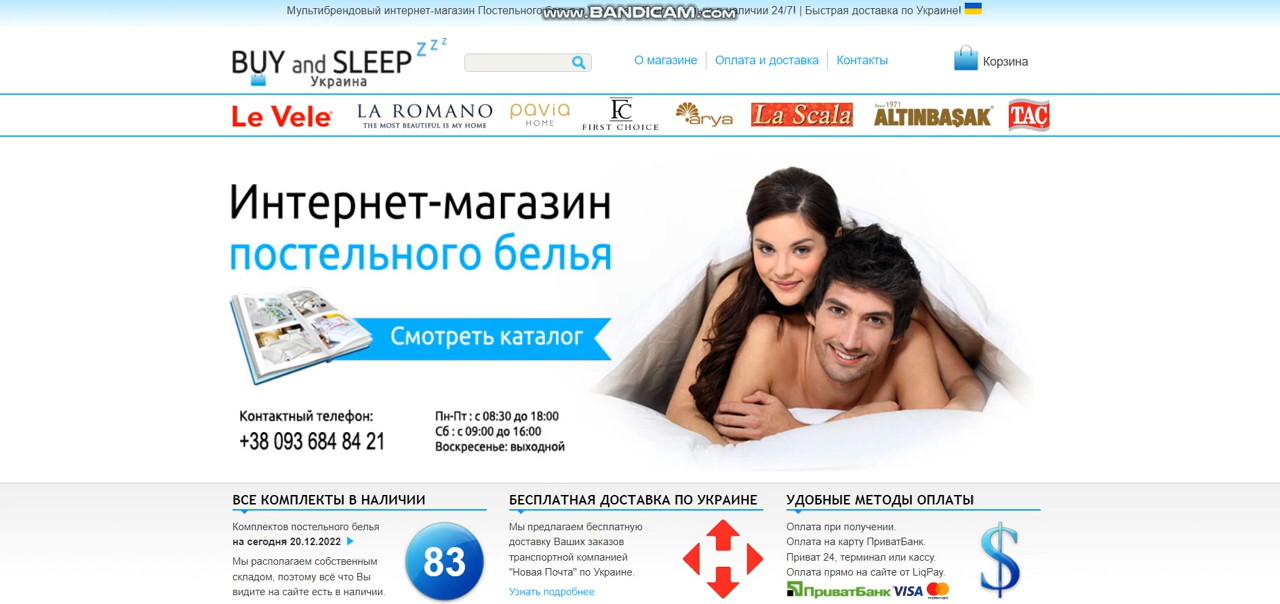 Мультибрендовый интернет-магазин Постельного наличии 24/7! | Быстрая доставка по Украине!
www.BANDICAM.com
BUY and SLEEP z z z
Украина
О магазине
Оплата и доставка
Контакты
Корзина
Le Vele
LA ROMANO
THE MOST BEAUTIFUL IS MY HOME
pavia
HOME
FC
FIRST CHOICE
arya
La Scala
Since 1971
ALTINBAŞAK
TAÇ
Интернет-магазин
постельного белья
Смотреть каталог
Контактный телефон:
+38 093 684 84 21
Пн-Пт : с 08:30 до 18:00
Сб : с 09:00 до 16:00
Воскресенье: выходной
ВСЕ КОМПЛЕКТЫ В НАЛИЧИИ
Комплектов постельного белья
на сегодня 20.12.2022
Мы располагаем собственным
складом, поэтому всё что Вы
видите на сайте есть в наличии.
83
БЕСПЛАТНАЯ ДОСТАВКА ПО УКРАИНЕ
Мы предлагаем бесплатную
доставку Ваших заказов
транспортной компанией
"Новая Почта" по Украине.
Узнать подробнее
УДОБНЫЕ МЕТОДЫ ОПЛАТЫ
Оплата при получении.
Оплата на карту ПриватБанк.
Приват 24, терминал или кассу.
Оплата прямо на сайте от LiqPay.
ПриватБанк VISA
$